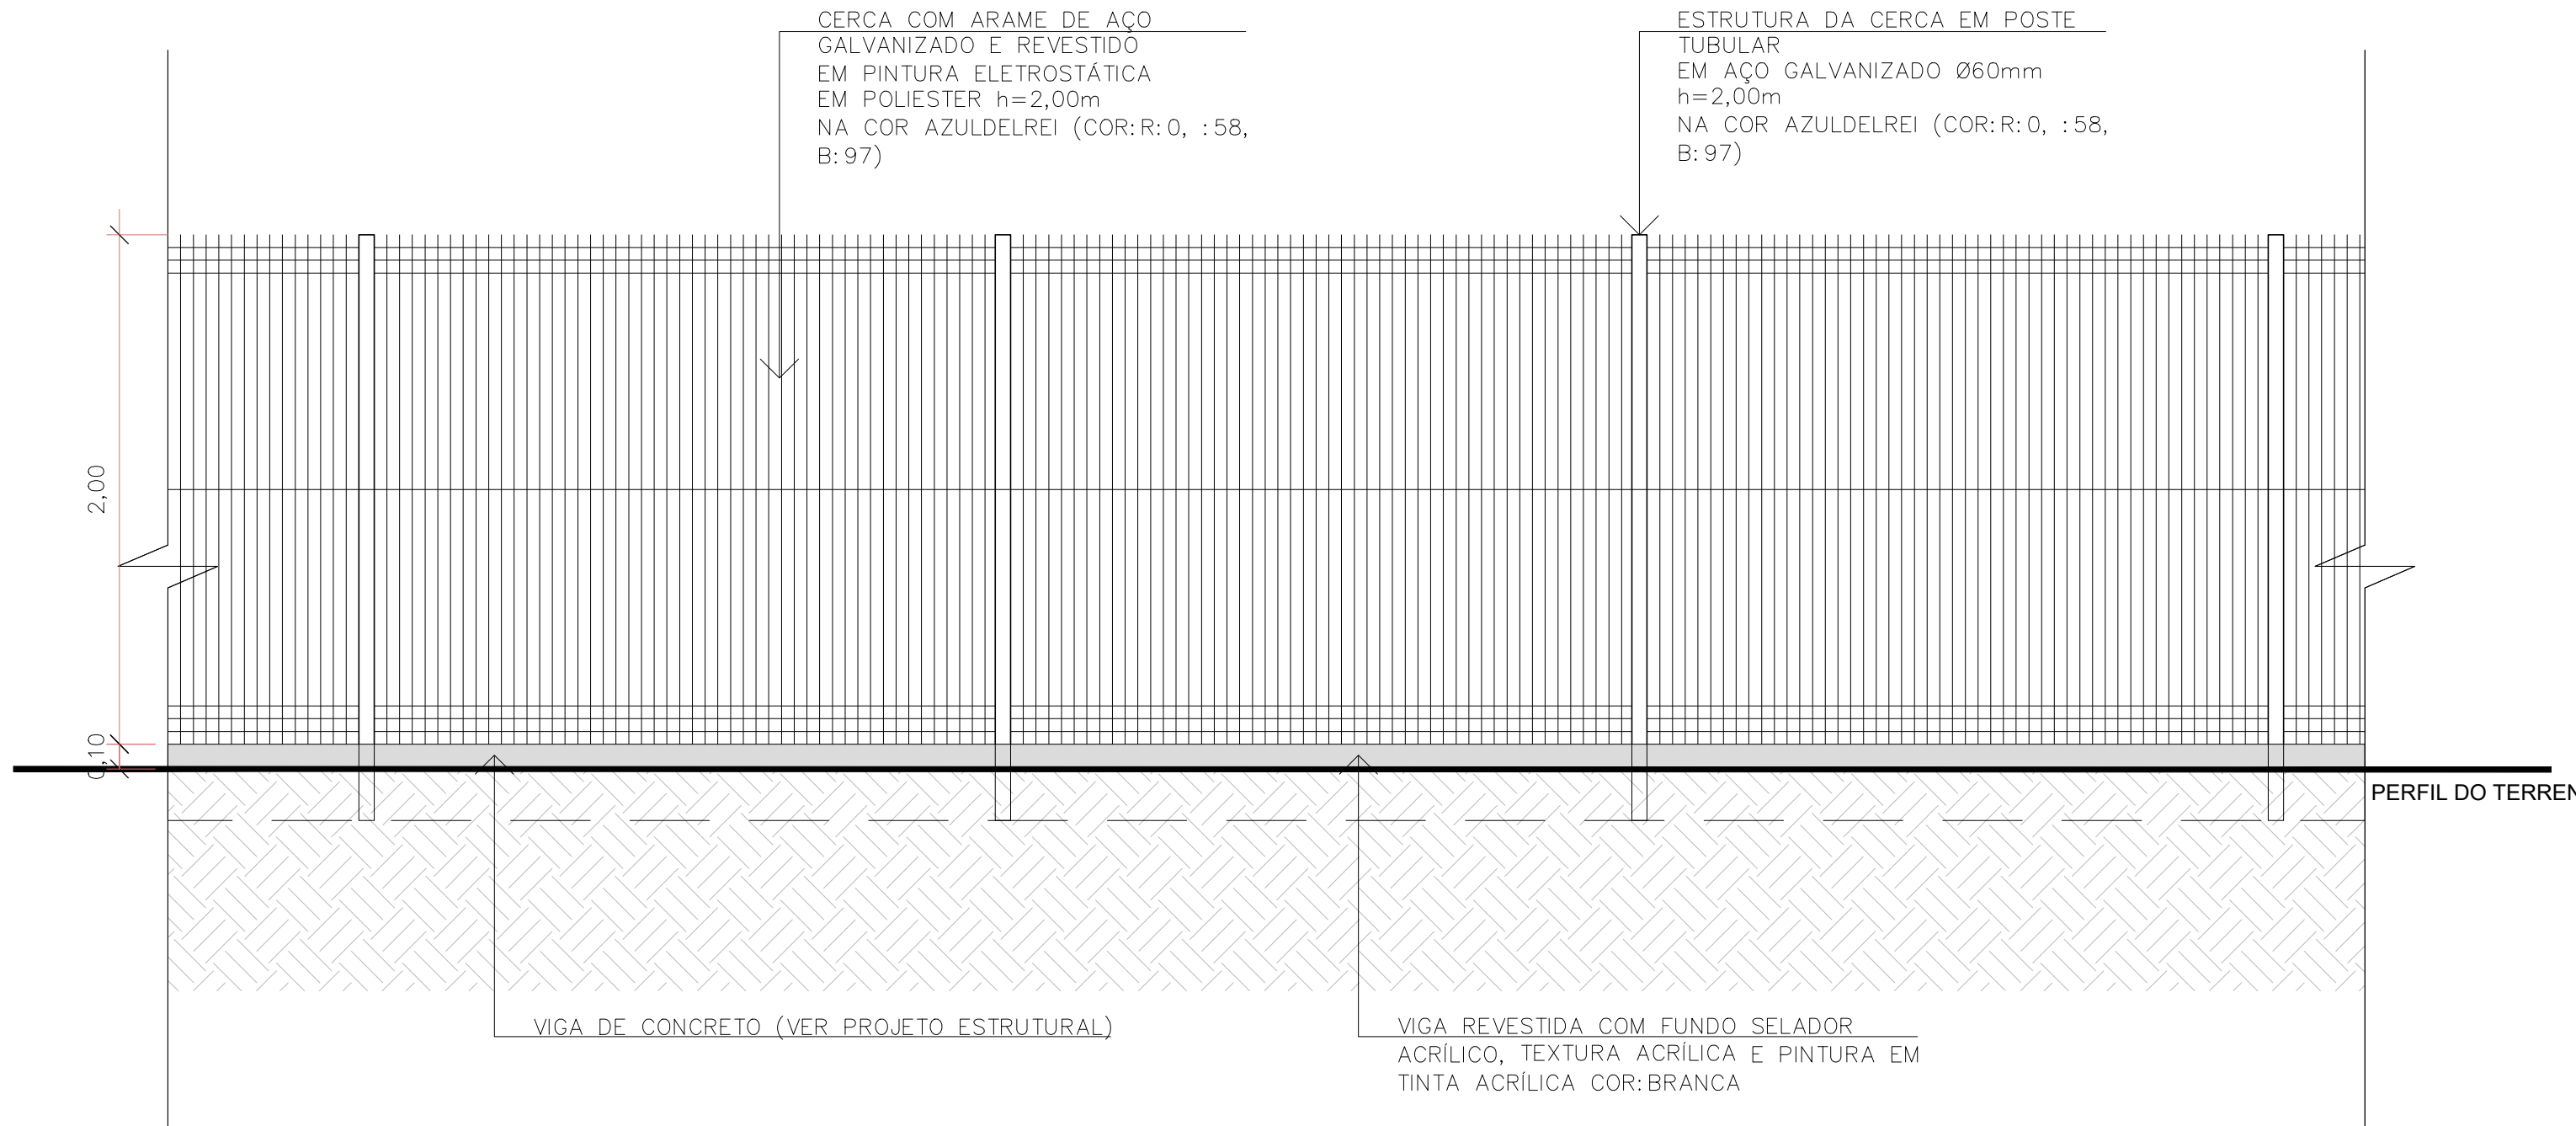 CERCA COM ARAME DE AÇO
GALVANIZADO E REVESTIDO
EM PINTURA ELETROSTÁTICA
EM POLIESTER h=2,00m
NA COR AZULDELREI (COR:R:0, :58,
B:97)
ESTRUTURA DA CERCA EM POSTE
TUBULAR
EM AÇO GALVANIZADO Ø60mm
h=2,00m
NA COR AZULDELREI (COR:R:0, :58,
B:97)
2,00
0,10
PERFIL DO TERREN
VIGA DE CONCRETO (VER PROJETO ESTRUTURAL)
VIGA REVESTIDA COM FUNDO SELADOR
ACRÍLICO, TEXTURA ACRÍLICA E PINTURA EM
TINTA ACRÍLICA COR:BRANCA